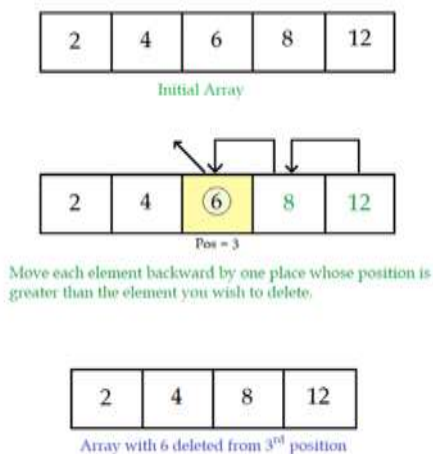 2 4 6 8 12
Initial Array
2 4 6 8 12
Pos = 3
Move each element backward by one place whose position is
greater than the element you wish to delete.
2 4 8 12
Array with 6 deleted from 3rd position